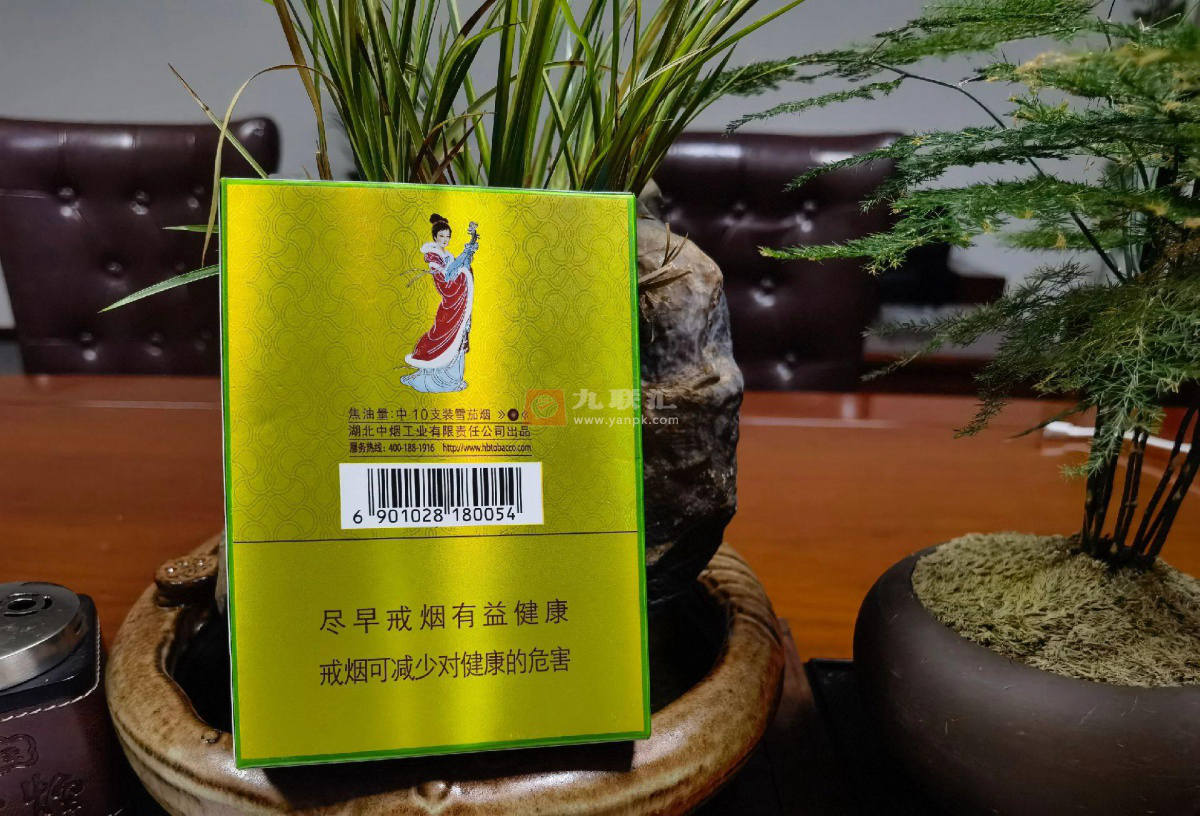 焦油量:中 10支装雪茄烟
湖北中烟工业有限责任公司出品
服务热线: 400-188-1916 http://www.hbtobacco.com
6 901028 180054
尽早戒烟有益健康
戒烟可减少对健康的危害
九联汇
www.yanpk.com